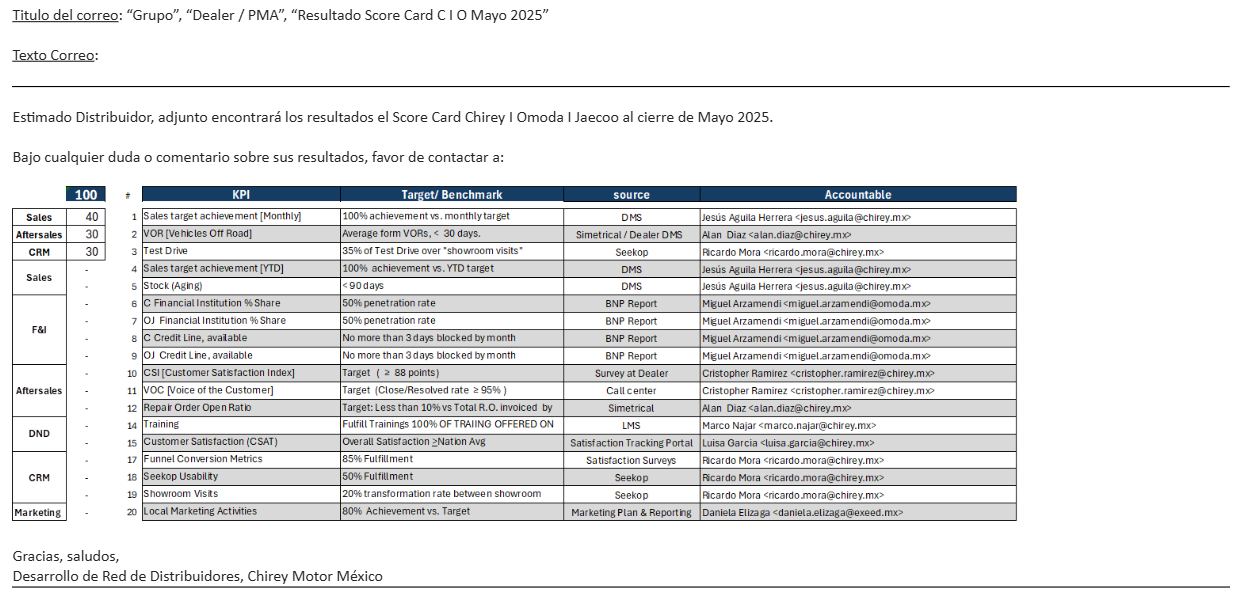 Titulo del correo: “Grupo”, “Dealer / PMA”, “Resultado Score Card C I O Mayo 2025”
Texto Correo:
Estimado Distribuidor, adjunto encontrará los resultados el Score Card Chirey I Omoda I Jaecoo al cierre de Mayo 2025.
Bajo cualquier duda o comentario sobre sus resultados, favor de contactar a:
100 # KPI Target/ Benchmark source Accountable
Sales 40 1 Sales target achievement [Monthly] 100% achievement vs. monthly target DMS Jesús Aguila Herrera <jesus.aguila@chirey.mx>
Aftersales 30 2 VOR [Vehicles Off Road] Average form VORs, < 30 days. Simetrical / Dealer DMS Alan Diaz <alan.diaz@chirey.mx>
CRM 30 3 Test Drive 35% of Test Drive over "showroom visits" Seekop Ricardo Mora <ricardo.mora@chirey.mx>
Sales - 4 Sales target achievement [YTD] 100% achievement vs. YTD target DMS Jesús Aguila Herrera <jesus.aguila@chirey.mx>
- 5 Stock (Aging) < 90 days DMS Jesús Aguila Herrera <jesus.aguila@chirey.mx>
F&I - 6 C Financial Institution % Share 50% penetration rate BNP Report Miguel Arzamendi <miguel.arzamendi@omoda.mx>
- 7 OJ Financial Institution % Share 50% penetration rate BNP Report Miguel Arzamendi <miguel.arzamendi@omoda.mx>
- 8 C Credit Line, available No more than 3 days blocked by month BNP Report Miguel Arzamendi <miguel.arzamendi@omoda.mx>
- 9 OJ Credit Line, available No more than 3 days blocked by month BNP Report Miguel Arzamendi <miguel.arzamendi@omoda.mx>
Aftersales - 10 CSI [Customer Satisfaction Index] Target ( ≥ 88 points) Survey at Dealer Cristopher Ramirez <cristopher.ramirez@chirey.mx>
- 11 VOC [Voice of the Customer] Target (Close/Resolved rate ≥ 95% ) Call center Cristopher Ramirez <cristopher.ramirez@chirey.mx>
- 12 Repair Order Open Ratio Target: Less than 10% vs Total R.O. invoiced by Simetrical Alan Diaz <alan.diaz@chirey.mx>
DND - 14 Training Fulfill Trainings 100% OF TRAIING OFFERED ON LMS Marco Najar <marco.najar@chirey.mx>
- 15 Customer Satisfaction (CSAT) Overall Satisfaction ≥Nation Avg Satisfaction Tracking Portal Luisa Garcia <luisa.garcia@chirey.mx>
CRM - 17 Funnel Conversion Metrics 85% Fulfillment Satisfaction Surveys Ricardo Mora <ricardo.mora@chirey.mx>
- 18 Seekop Usability 50% Fulfillment Seekop Ricardo Mora <ricardo.mora@chirey.mx>
- 19 Showroom Visits 20% transformation rate between showroom Seekop Ricardo Mora <ricardo.mora@chirey.mx>
Marketing - 20 Local Marketing Activities 80% Achievement vs. Target Marketing Plan & Reporting Daniela Elizaga <daniela.elizaga@exeed.mx>
Gracias, saludos,
Desarrollo de Red de Distribuidores, Chirey Motor México